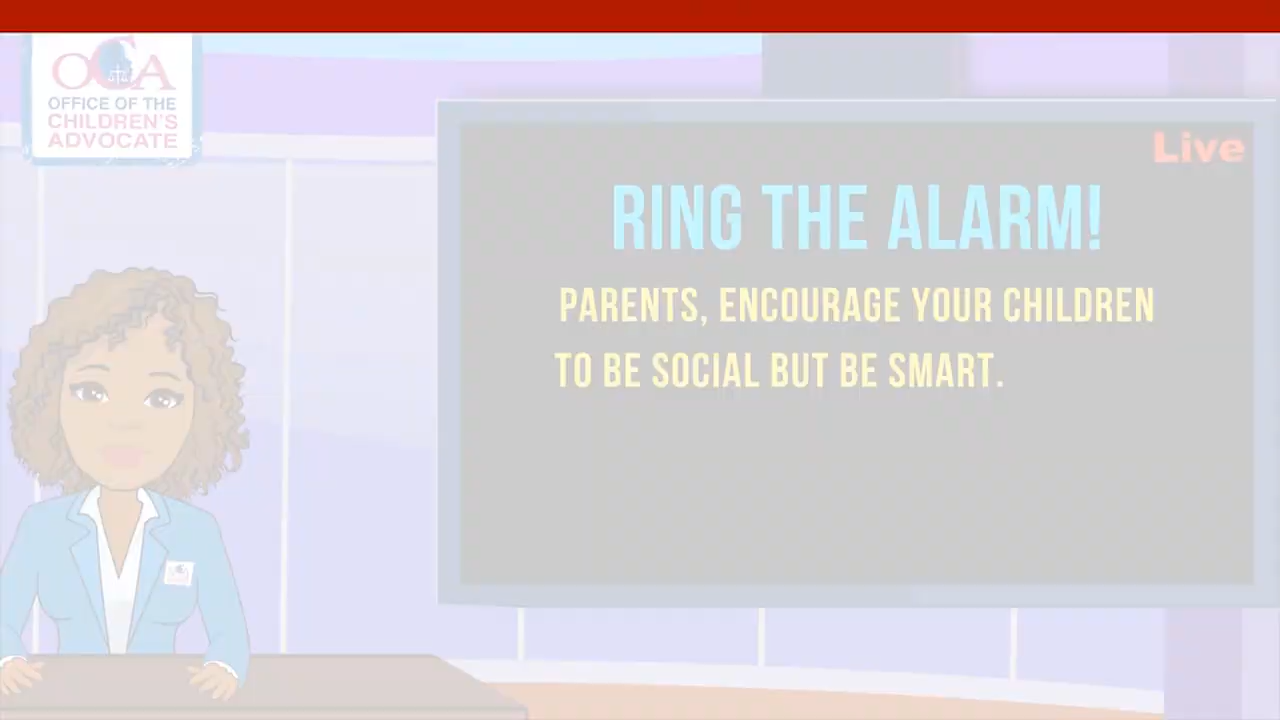 OCA
OFFICE OF THE
CHILDREN'S
ADVOCATE
Live
RING THE ALARM!
PARENTS, ENCOURAGE YOUR CHILDREN
TO BE SOCIAL BUT BE SMART.